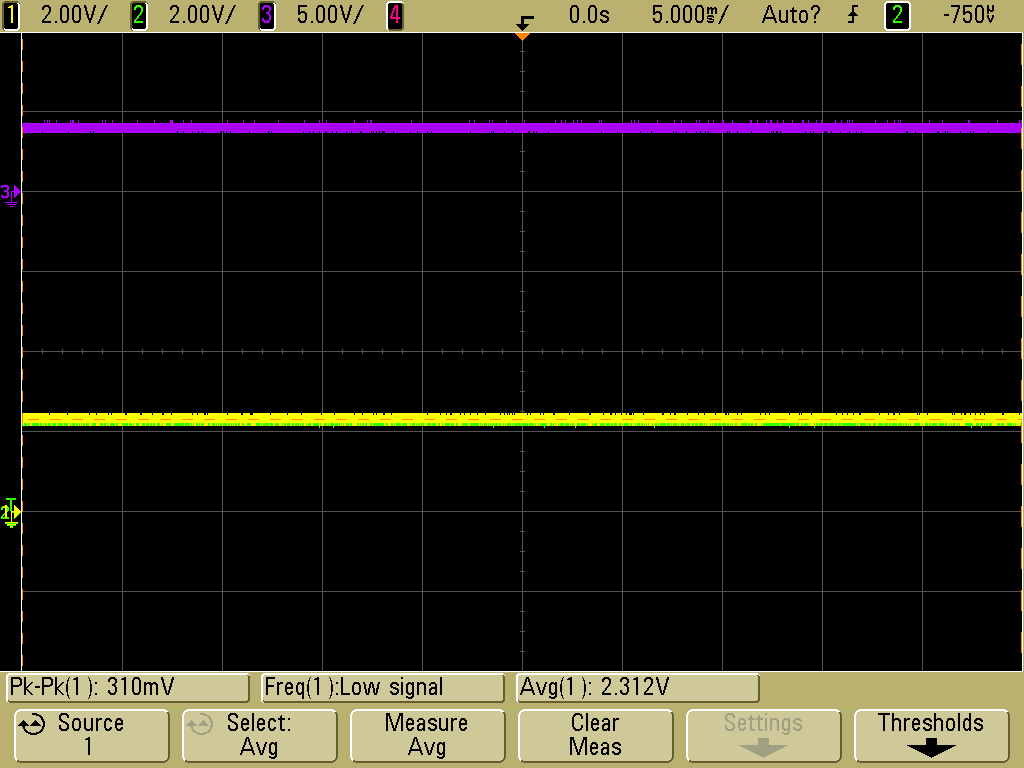 1 2.00V/ 2 2.00V/ 3 5.00V/ 4 0.0s 5.000ms/ Auto? 2 -750mV
3
2
Pk-Pk(1): 310mV Freq(1):Low signal Avg(1): 2.312V
Source Select: Measure Clear Settings Thresholds
1 Avg Avg Meas